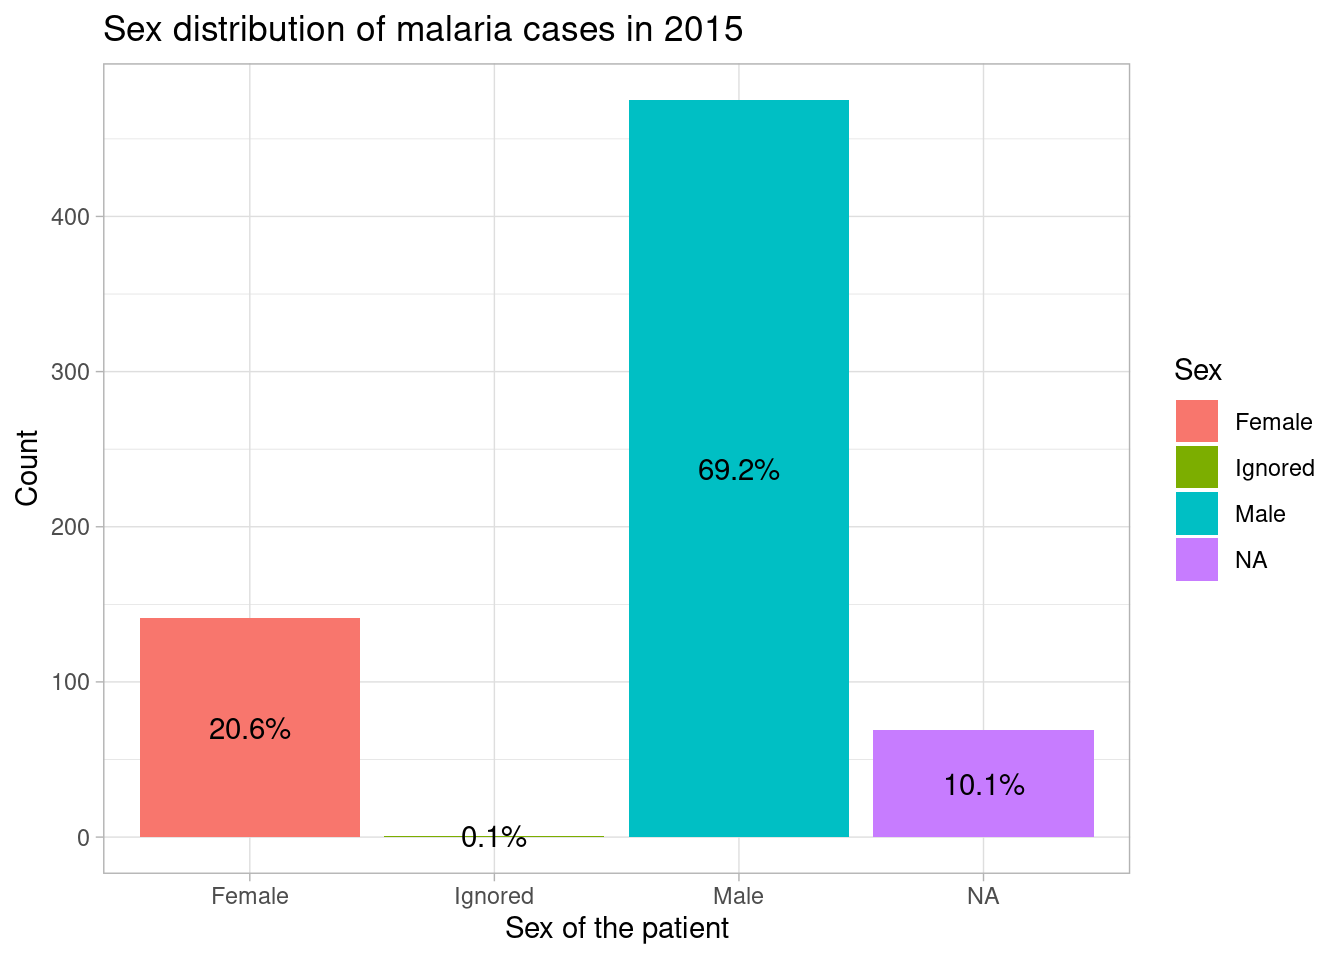 Sex distribution of malaria cases in 2015
Count
400
300
200
100
0
20.6%
0.1%
69.2%
10.1%
Female
Ignored
Male
NA
Sex of the patient
Sex
Female
Ignored
Male
NA